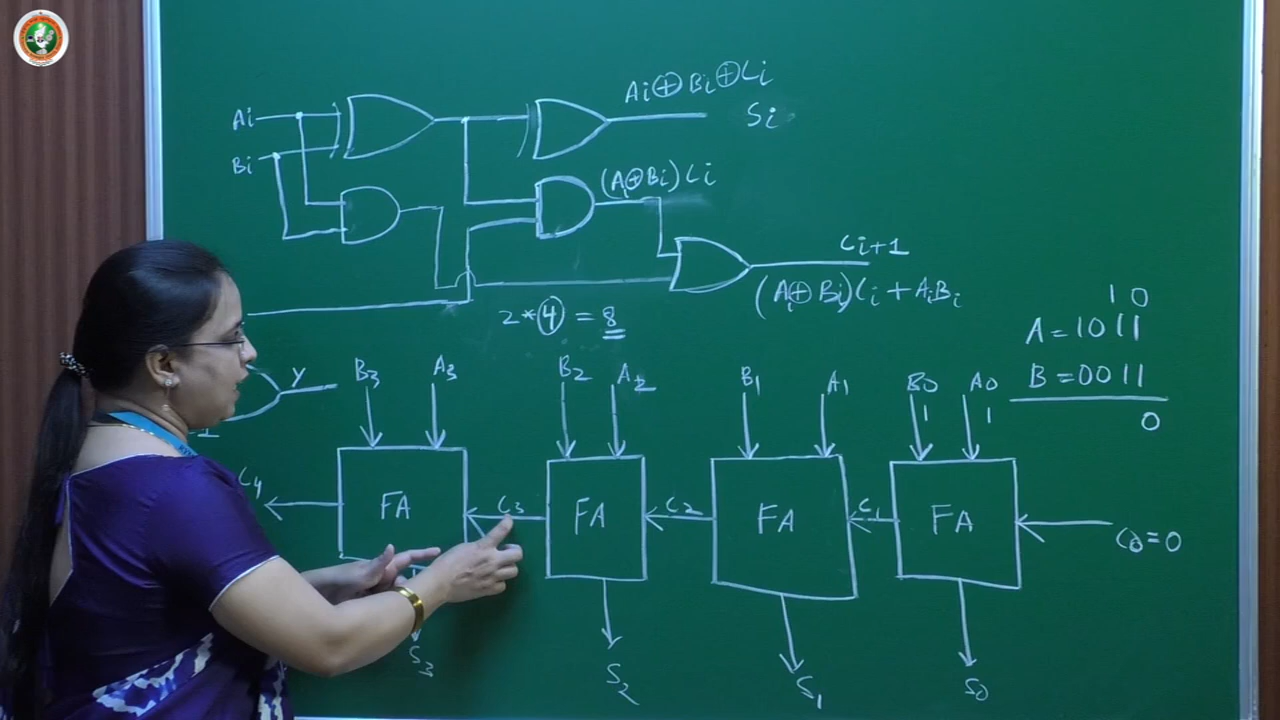 Ai⊕Bi⊕Ci
Ai
Si
Bi
(Ai⊕Bi)Ci
Ci+1
(Ai⊕Bi)Ci+AiBi
2*4=8
1 0
A=1011
B=0011
0
Y
B3 A3 B2 A2 B1 A1 B0 A0
1 1
1
C4 FA C3 FA C2 FA C1 FA C0=0
S3 S2 S1 S0